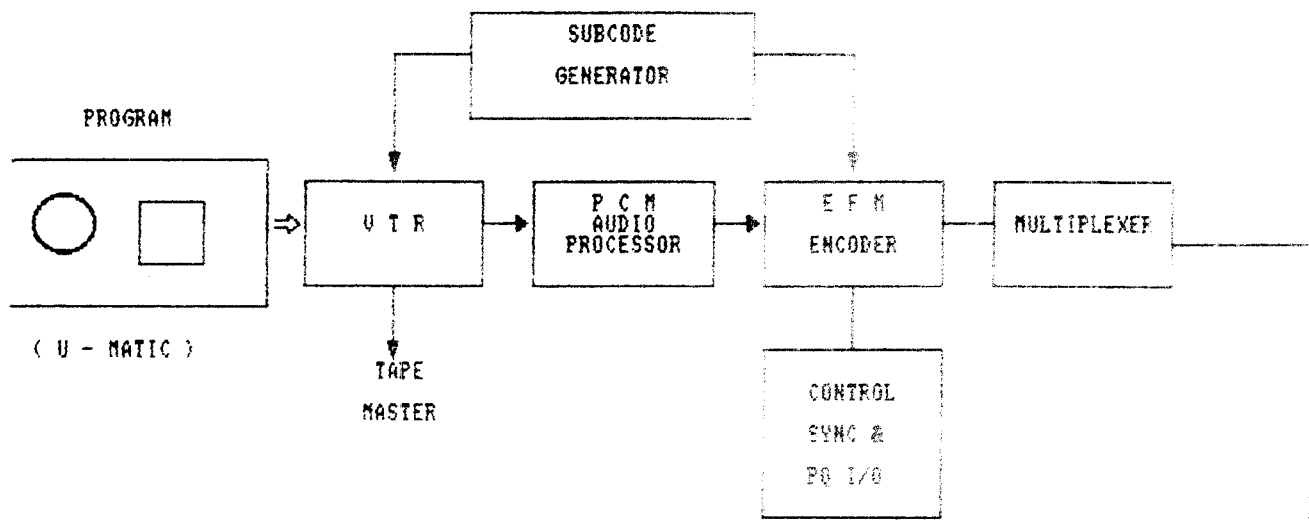 SUBCODE
GENERATOR
PROGRAM
V T R
P C M
AUDIO
PROCESSOR
E F M
ENCODER
MULTIPLEXER
( U - MATIC )
TAPE
MASTER
CONTROL
SYNC &
PQ I/O